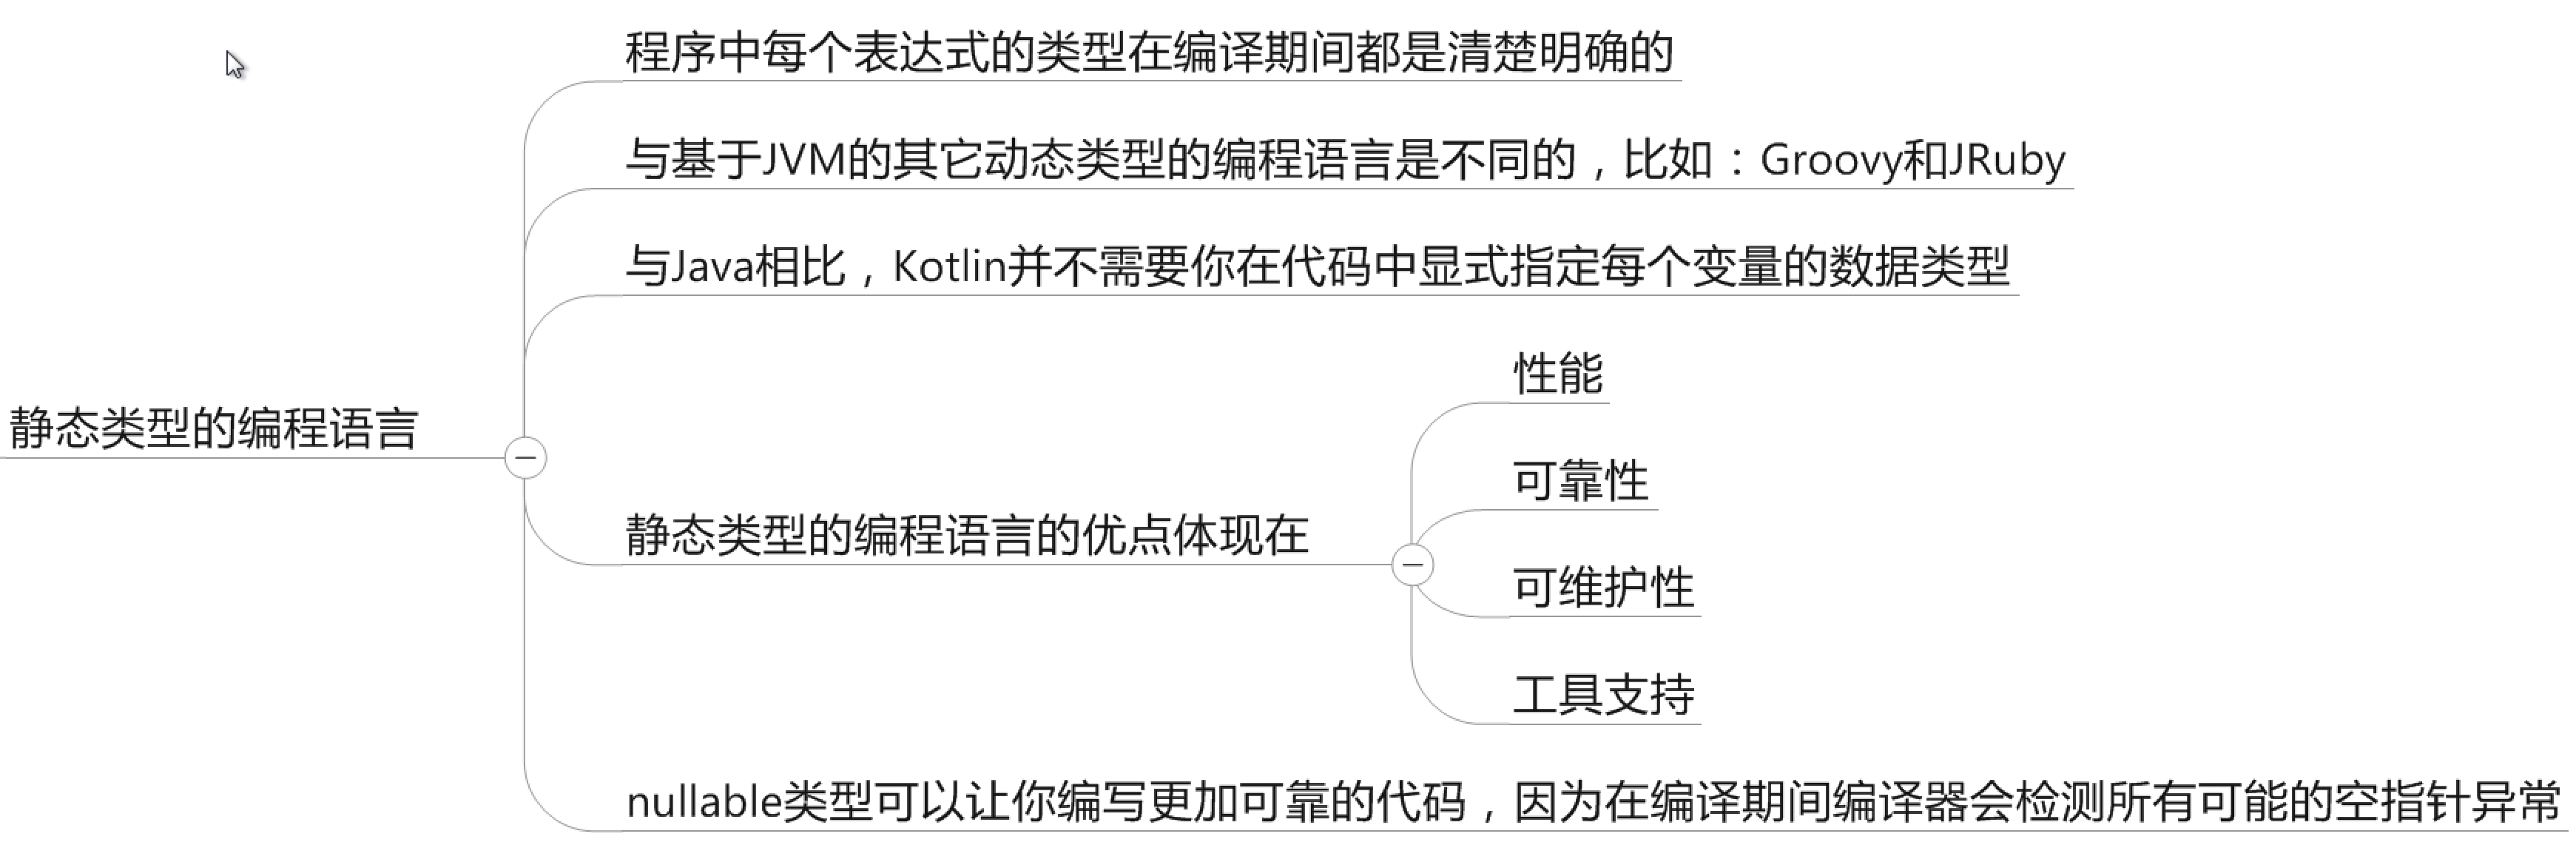 程序中每个表达式的类型在编译期间都是清楚明确的
与基于JVM的其它动态类型的编程语言是不同的，比如：Groovy和JRuby
与Java相比，Kotlin并不需要你在代码中显式指定每个变量的数据类型
静态类型的编程语言
静态类型的编程语言的优点体现在
性能
可靠性
可维护性
工具支持
nullable类型可以让你编写更加可靠的代码，因为在编译期间编译器会检测所有可能的空指针异常